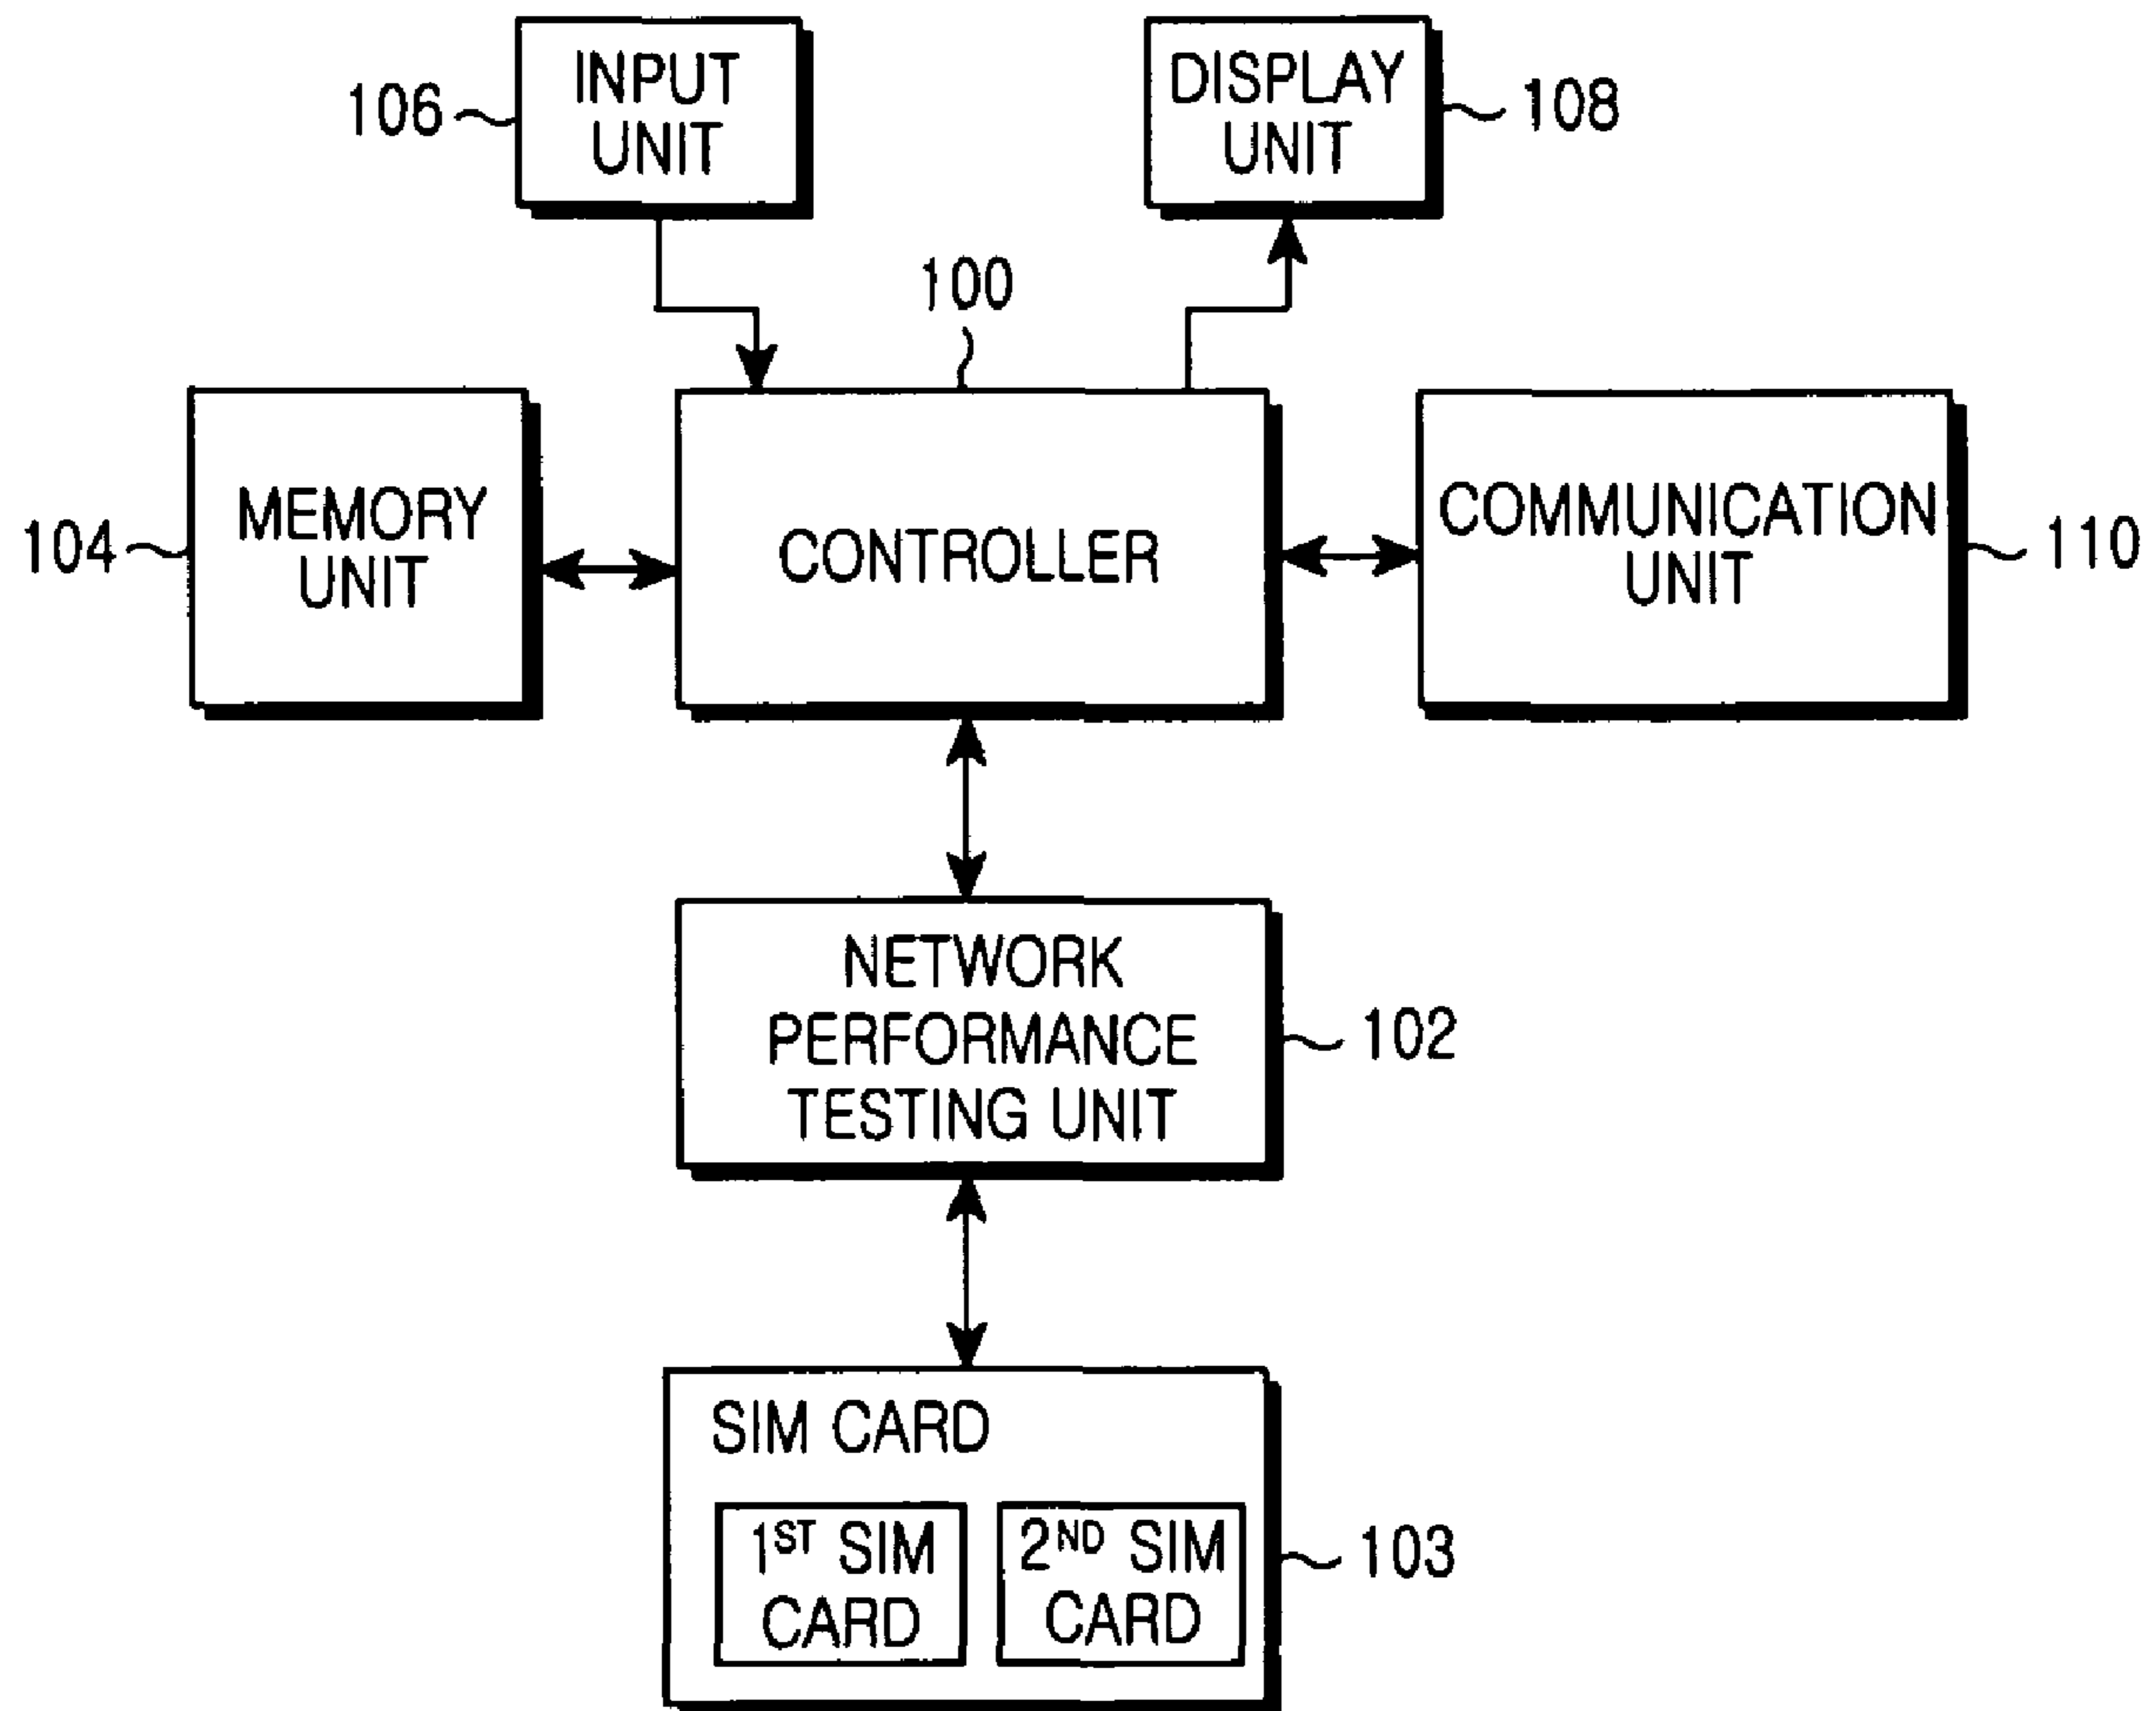 INPUT
UNIT
106
DISPLAY
UNIT
108
100
MEMORY
UNIT
104
CONTROLLER
COMMUNICATION
UNIT
110
NETWORK
PERFORMANCE
TESTING UNIT
102
SIM CARD
1ST SIM
CARD
2ND SIM
CARD
103